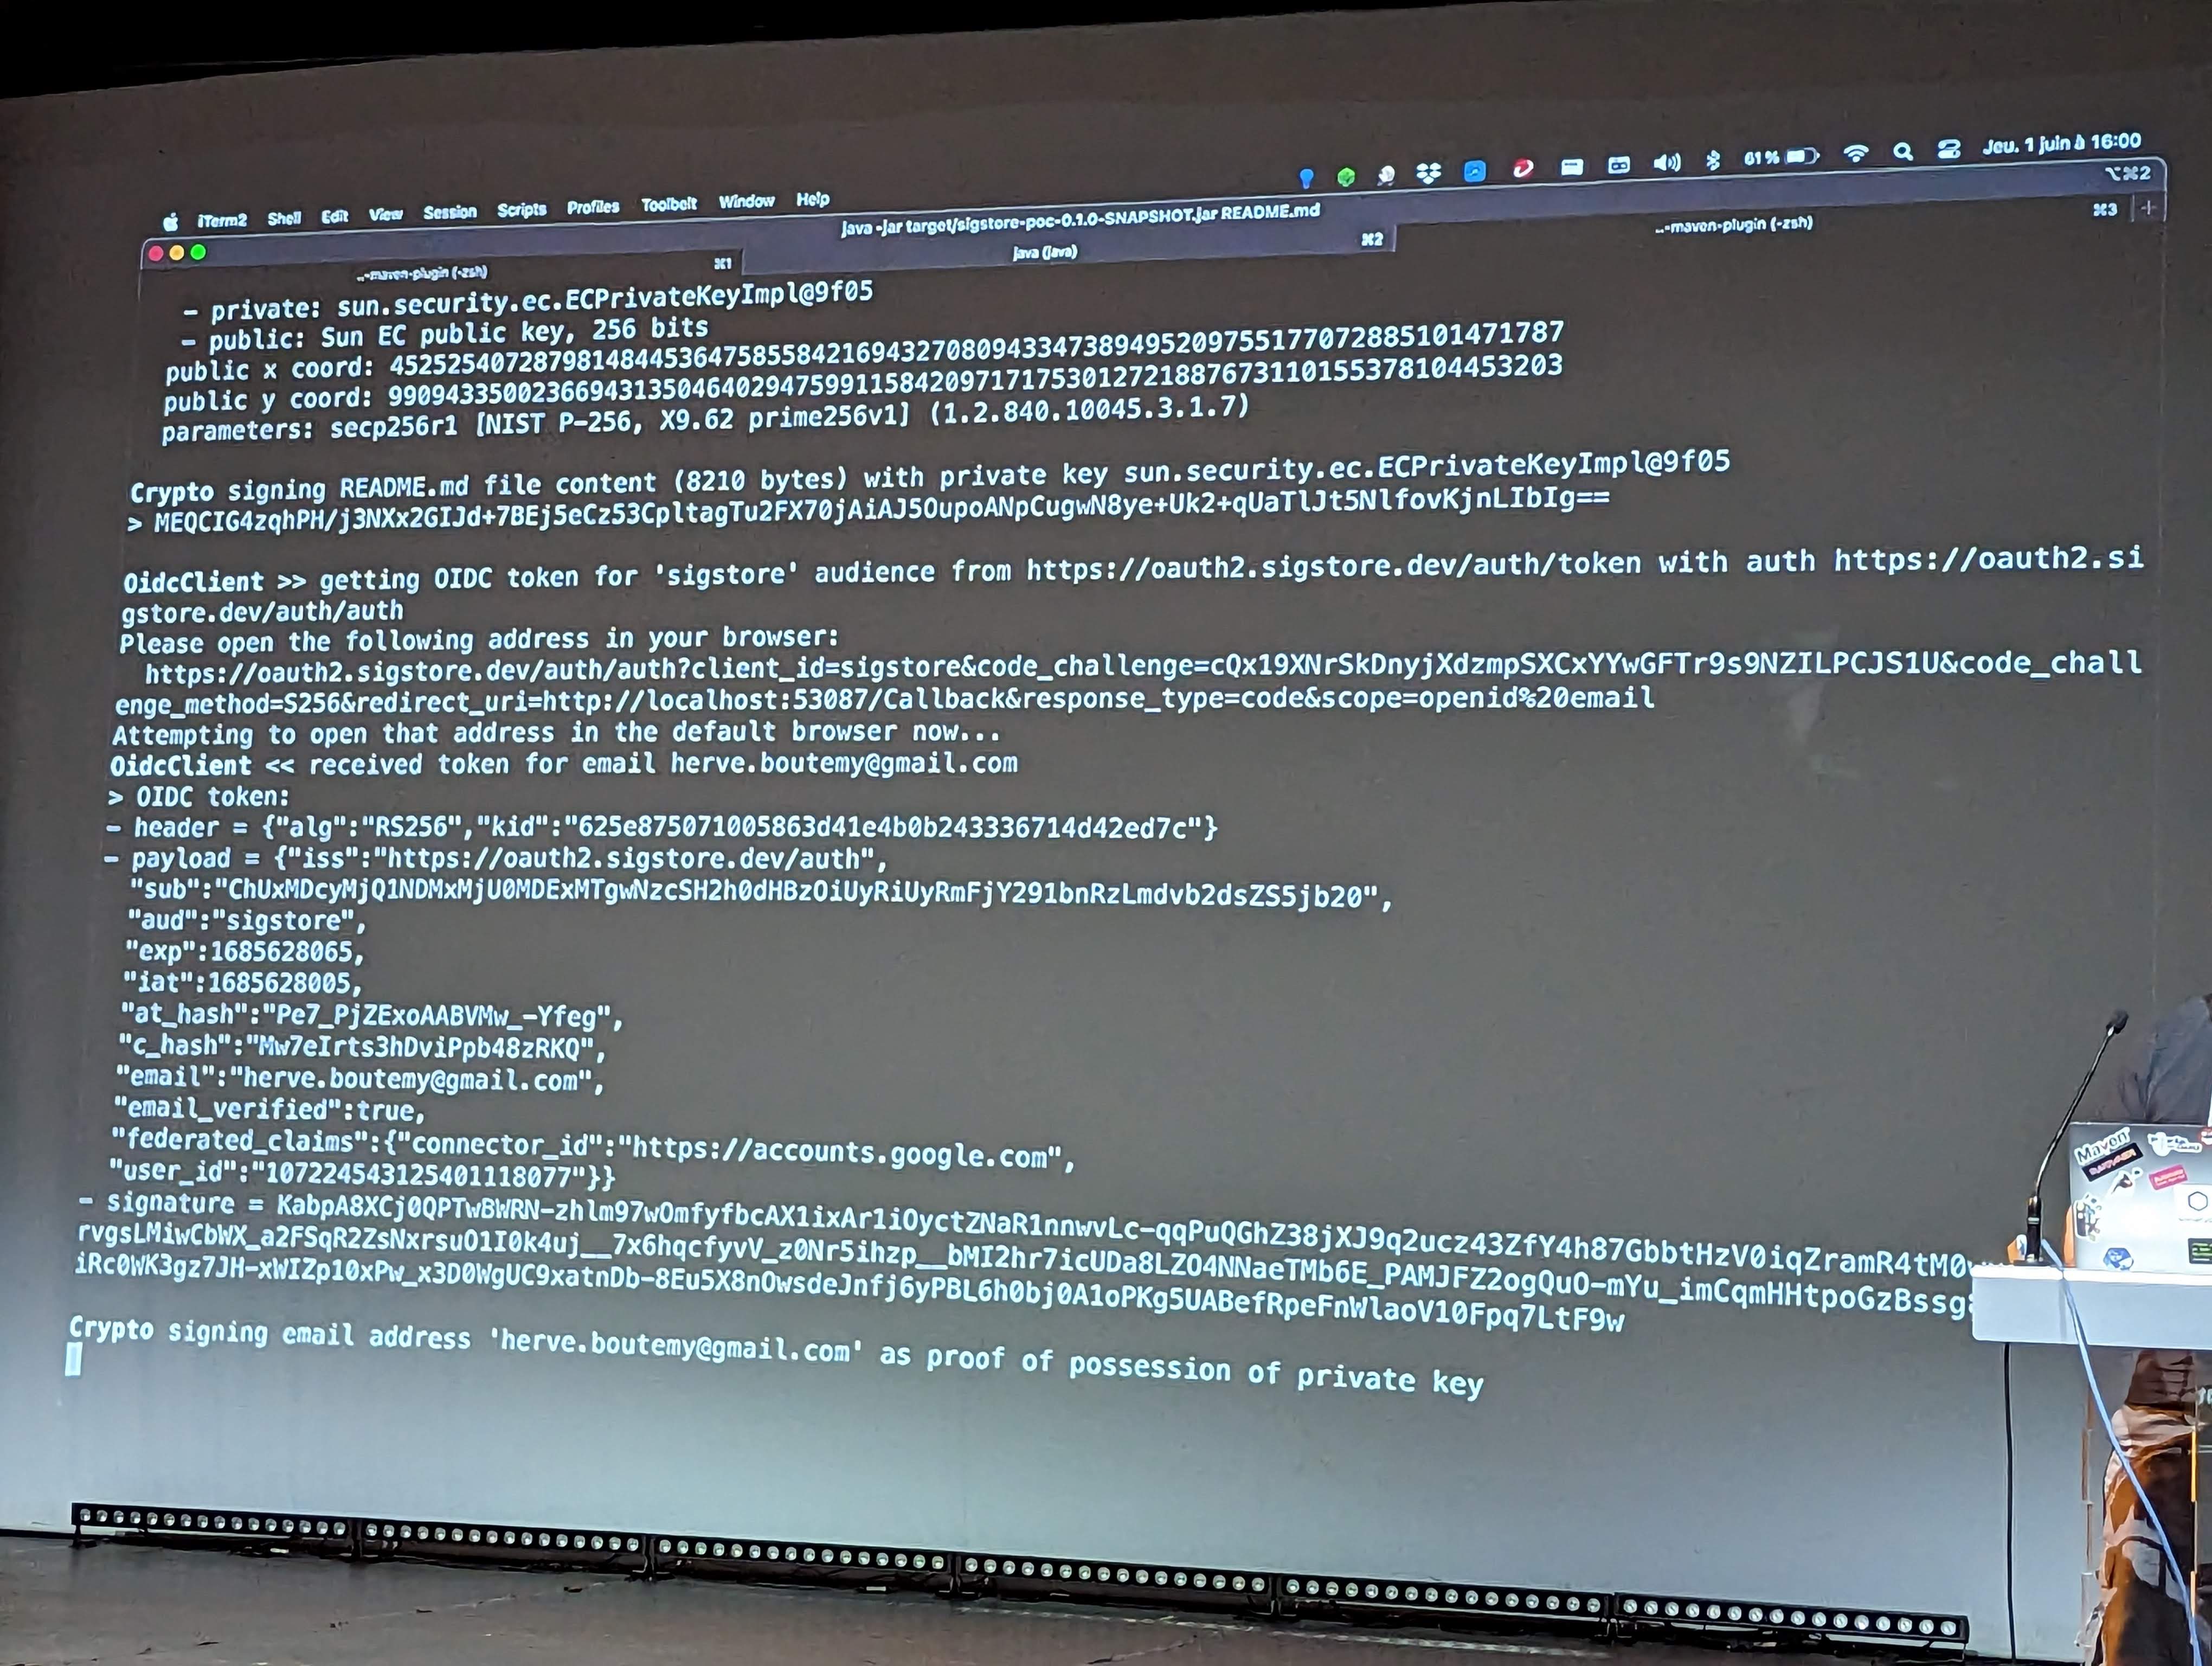 iTerm2 Shell Edit View Session Scripts Profiles Toolbelt Window Help 61% Jeu. 1 juin à 16:00
java -jar target/sigstore-poc-0.1.0-SNAPSHOT.jar README.md ⌥⌘2
..-maven-plugin (-zsh) ⌘1 java (java) ⌘2 ..-maven-plugin (-zsh) ⌘3 +
- private: sun.security.ec.ECPrivateKeyImpl@9f05
- public: Sun EC public key, 256 bits
public x coord: 45252540728798148445364758558421694327080943347389495209755177072885101471787
public y coord: 99094335002366943135046402947599115842097171753012721887673110155378104453203
parameters: secp256r1 [NIST P-256, X9.62 prime256v1] (1.2.840.10045.3.1.7)
Crypto signing README.md file content (8210 bytes) with private key sun.security.ec.ECPrivateKeyImpl@9f05
> MEQCIG4zqhPH/j3NXx2GIJd+7BEj5eCz53CpltagTu2FX70jAiAJ5OupoANpCugwN8ye+Uk2+qUaTlJt5NlfovKjnLIbIg==
OidcClient >> getting OIDC token for 'sigstore' audience from https://oauth2.sigstore.dev/auth/token with auth https://oauth2.si
gstore.dev/auth/auth
Please open the following address in your browser:
https://oauth2.sigstore.dev/auth/auth?client_id=sigstore&code_challenge=cQx19XNrSkDnyjXdzmpSXCxYYwGFTr9s9NZILPCJS1U&code_chall
enge_method=S256&redirect_uri=http://localhost:53087/Callback&response_type=code&scope=openid%20email
Attempting to open that address in the default browser now...
OidcClient << received token for email herve.boutemy@gmail.com
> OIDC token:
- header = {"alg":"RS256","kid":"625e875071005863d41e4b0b243336714d42ed7c"}
- payload = {"iss":"https://oauth2.sigstore.dev/auth",
"sub":"ChUxMDcyMjQ1NDMxMjU0MDExMTgwNzcSH2h0dHBzOiUyRiUyRmFjY291bnRzLmdvb2dsZS5jb20",
"aud":"sigstore",
"exp":1685628065,
"iat":1685628005,
"at_hash":"Pe7_PjZExoAABVMw_-Yfeg",
"c_hash":"Mw7eIrts3hDviPpb48zRKQ",
"email":"herve.boutemy@gmail.com",
"email_verified":true,
"federated_claims":{"connector_id":"https://accounts.google.com",
"user_id":"107224543125401118077"}}
- signature = KabpA8XCj0QPTwBWRN-zhlm97wOmfyfbcAX1ixAr1iOyctZNaR1nnwvLc-qqPuQGhZ38jXJ9q2ucz43ZfY4h87GbbtHzV0iqZramR4tM0
rvgsLMiwCbWX_a2FSqR2ZsNxrsuO1I0k4uj__7x6hqcfyvV_z0Nr5ihzp__bMI2hr7icUDa8LZO4NNaeTMb6E_PAMJFZ2ogQuO-mYu_imCqmHHtpoGzBssg
iRc0WK3gz7JH-xWIZp10xPw_x3D0WgUC9xatnDb-8Eu5X8nOwsdeJnfj6yPBL6h0bj0A1oPKg5UABefRpeFnWlaoV10Fpq7LtF9w
Crypto signing email address 'herve.boutemy@gmail.com' as proof of possession of private key
Maven